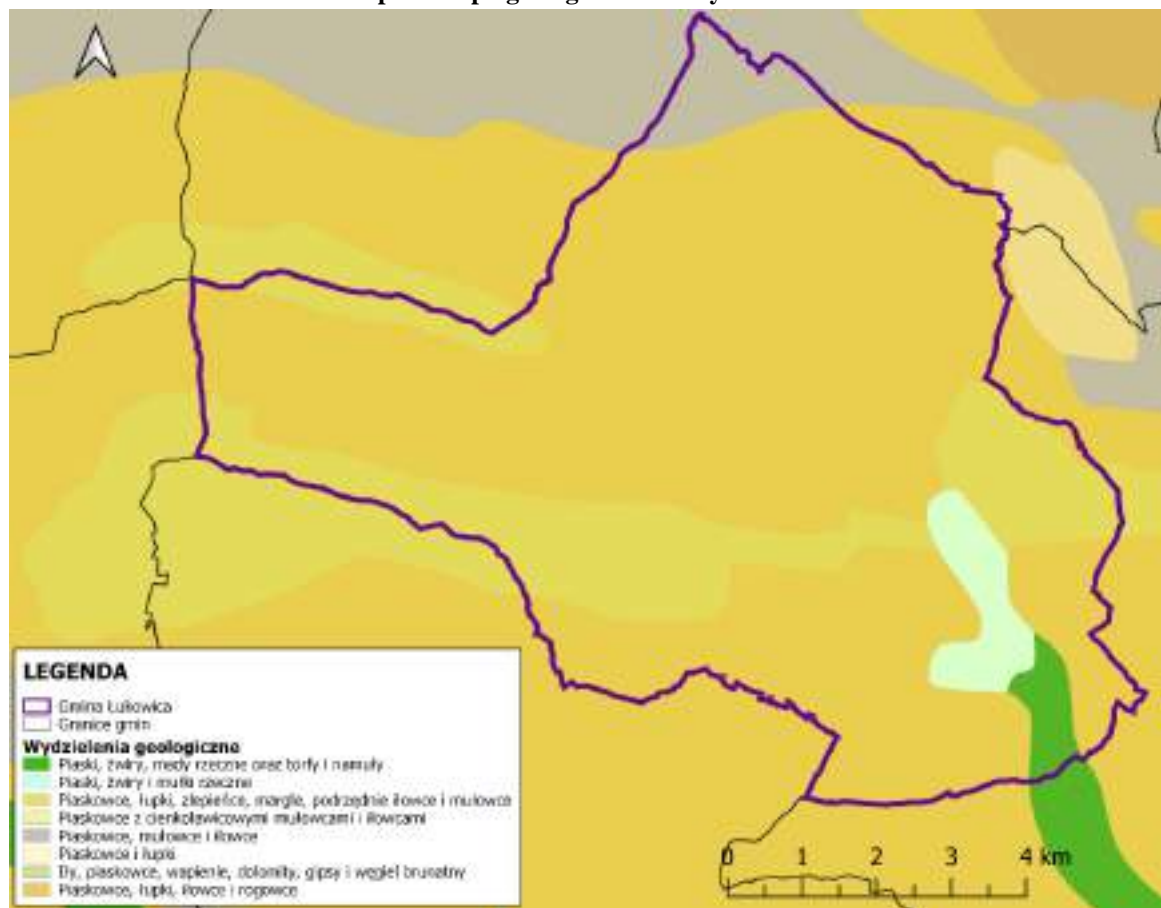 LEGENDA
Gmina Łukowica
Granice gmin
Wydzielenia geologiczne
Piaski, żwiry, mady rzeczne oraz torfy i namuły
Piaski, żwiry i mułki rzeczne
Piaskowce, łupki, zlepieńce, margle, podrzędnie iłowce i mułowce
Piaskowce z cienkoławicowymi mułowcami i iłowcami
Piaskowce, mułowce i iłowce
Piaskowce i łupki
Iły, piaskowce, wapienie, dolomity, gipsy i węgiel brunatny
Piaskowce, łupki, iłowce i rogowce
0 1 2 3 4 km